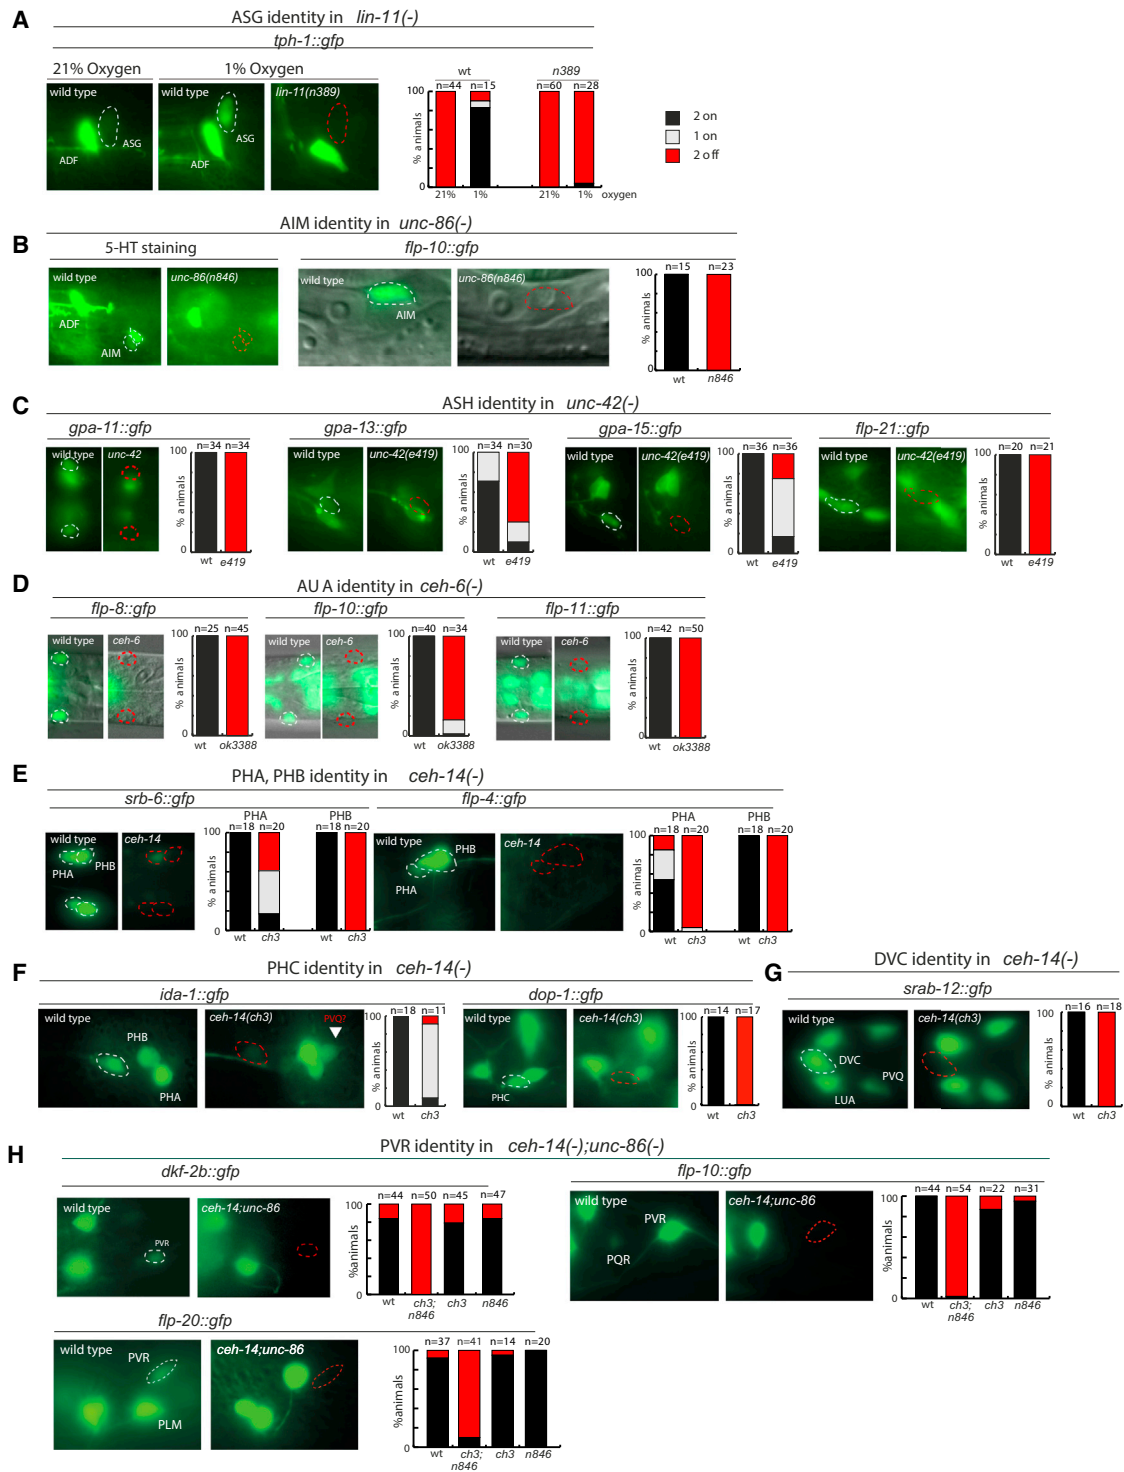 A
ASG identity in lin-11(-)
tph-1::gfp
21% Oxygen
1% Oxygen
wild type
ASG
ADF
wild type
ASG
ADF
lin-11(n389)
wt
n389
n=44 n=15
n=60 n=28
100
% animals
0
21% 1% 21% 1% oxygen
2 on
1 on
2 off
B
AIM identity in unc-86(-)
5-HT staining
flp-10::gfp
wild type
ADF
AIM
unc-86(n846)
wild type
AIM
unc-86(n846)
n=15 n=23
100
% animals
0
wt n846
C
ASH identity in unc-42(-)
gpa-11::gfp
wild type
unc-42
n=34 n=34
100
% animals
0
wt e419
gpa-13::gfp
wild type
unc-42(e419)
n=34 n=30
100
% animals
0
wt e419
gpa-15::gfp
wild type
unc-42(e419)
n=36 n=36
100
% animals
0
wt e419
flp-21::gfp
wild type
unc-42(e419)
n=20 n=21
100
% animals
0
wt e419
D
AU A identity in ceh-6(-)
flp-8::gfp
wild type
ceh-6
n=25 n=45
100
% animals
0
wt ok3388
flp-10::gfp
wild type
ceh-6
n=40 n=34
100
% animals
0
wt ok3388
flp-11::gfp
wild type
ceh-6
n=42 n=50
100
% animals
0
wt ok3388
E
PHA, PHB identity in ceh-14(-)
srb-6::gfp
wild type
PHB
PHA
ceh-14
PHA PHB
n=18 n=20 n=18 n=20
100
% animals
0
wt ch3 wt ch3
flp-4::gfp
wild type
PHB
PHA
ceh-14
PHA PHB
n=18 n=20 n=18 n=20
100
% animals
0
wt ch3 wt ch3
F
PHC identity in ceh-14(-)
ida-1::gfp
wild type
PHB
PHA
ceh-14(ch3)
PVQ?
n=18 n=11
100
% animals
0
wt ch3
dop-1::gfp
wild type
PHC
ceh-14(ch3)
n=14 n=17
100
% animals
0
wt ch3
G
DVC identity in ceh-14(-)
srab-12::gfp
wild type
DVC
PVQ
LUA
ceh-14(ch3)
n=16 n=18
100
% animals
0
wt ch3
H
PVR identity in ceh-14(-);unc-86(-)
dkf-2b::gfp
wild type
PVR
ceh-14;unc-86
n=44 n=50 n=45 n=47
100
%animals
0
wt ch3; n846 ch3 n846
flp-10::gfp
wild type
PVR
PQR
ceh-14;unc-86
n=44 n=54 n=22 n=31
100
%animals
0
wt ch3; n846 ch3 n846
flp-20::gfp
wild type
PVR
PLM
ceh-14;unc-86
n=37 n=41 n=14 n=20
100
%animals
0
wt ch3; n846 ch3 n846